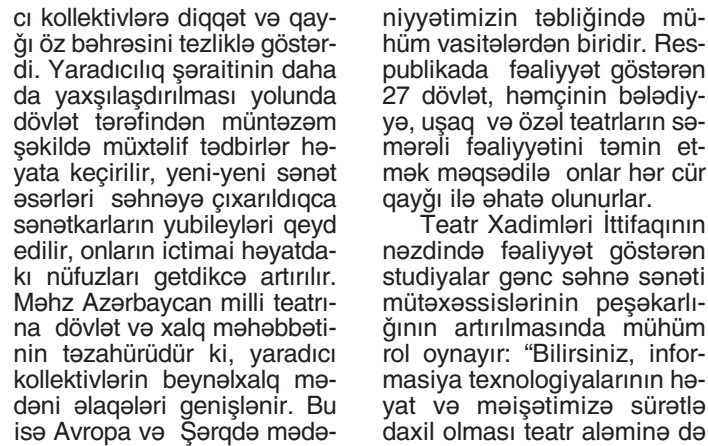 cı kollektivlərə diqqət və qay-
ğı öz bəhrəsini tezliklə göstər-
di. Yaradıcılıq şəraitinin daha
da yaxşılaşdırılması yolunda
dövlət tərəfindən müntəzəm
şəkildə müxtəlif tədbirlər hə-
yata keçirilir, yeni-yeni sənət
əsərləri səhnəyə çıxarıldıqca
sənətkarların yubileyləri qeyd
edilir, onların ictimai həyatda-
kı nüfuzları getdikcə artırılır.
Məhz Azərbaycan milli teatrı-
na dövlət və xalq məhəbbəti-
nin təzahürüdür ki, yaradıcı
kollektivlərin beynəlxalq mə-
dəni əlaqələri genişlənir. Bu
isə Avropa və Şərqdə mədə-
niyyətimizin təbliğində mü-
hüm vasitələrdən biridir. Res-
publikada fəaliyyət göstərən
27 dövlət, həmçinin bələdiy-
yə, uşaq və özəl teatrların sə-
mərəli fəaliyyətini təmin et-
mək məqsədilə onlar hər cür
qayğı ilə əhatə olunurlar.
Teatr Xadimləri İttifaqının
nəzdində fəaliyyət göstərən
studiyalar gənc səhnə sənəti
mütəxəssislərinin peşəkarlı-
ğının artırılmasında mühüm
rol oynayır: “Bilirsiniz, infor-
masiya texnologiyalarının hə-
yat və məişətimizə sürətlə
daxil olması teatr aləminə də